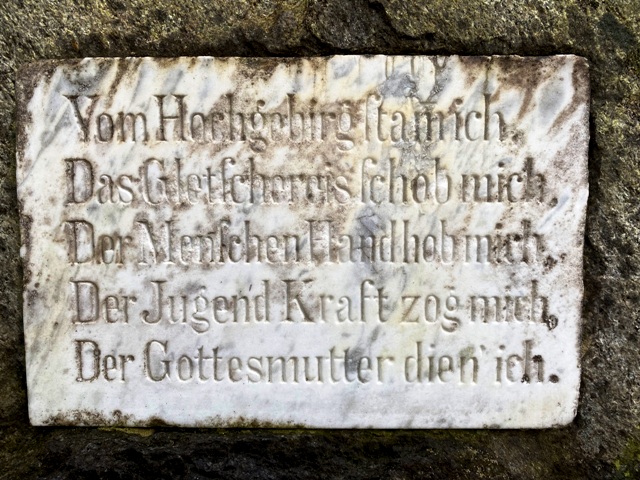 Vom Hochgebirg ſtam̄ ich,
Das Gletſchereis ſchob mich,
Der Menſchen Hand hob mich,
Der Jugend Kraft zog mich,
Der Gottesmutter dien' ich.